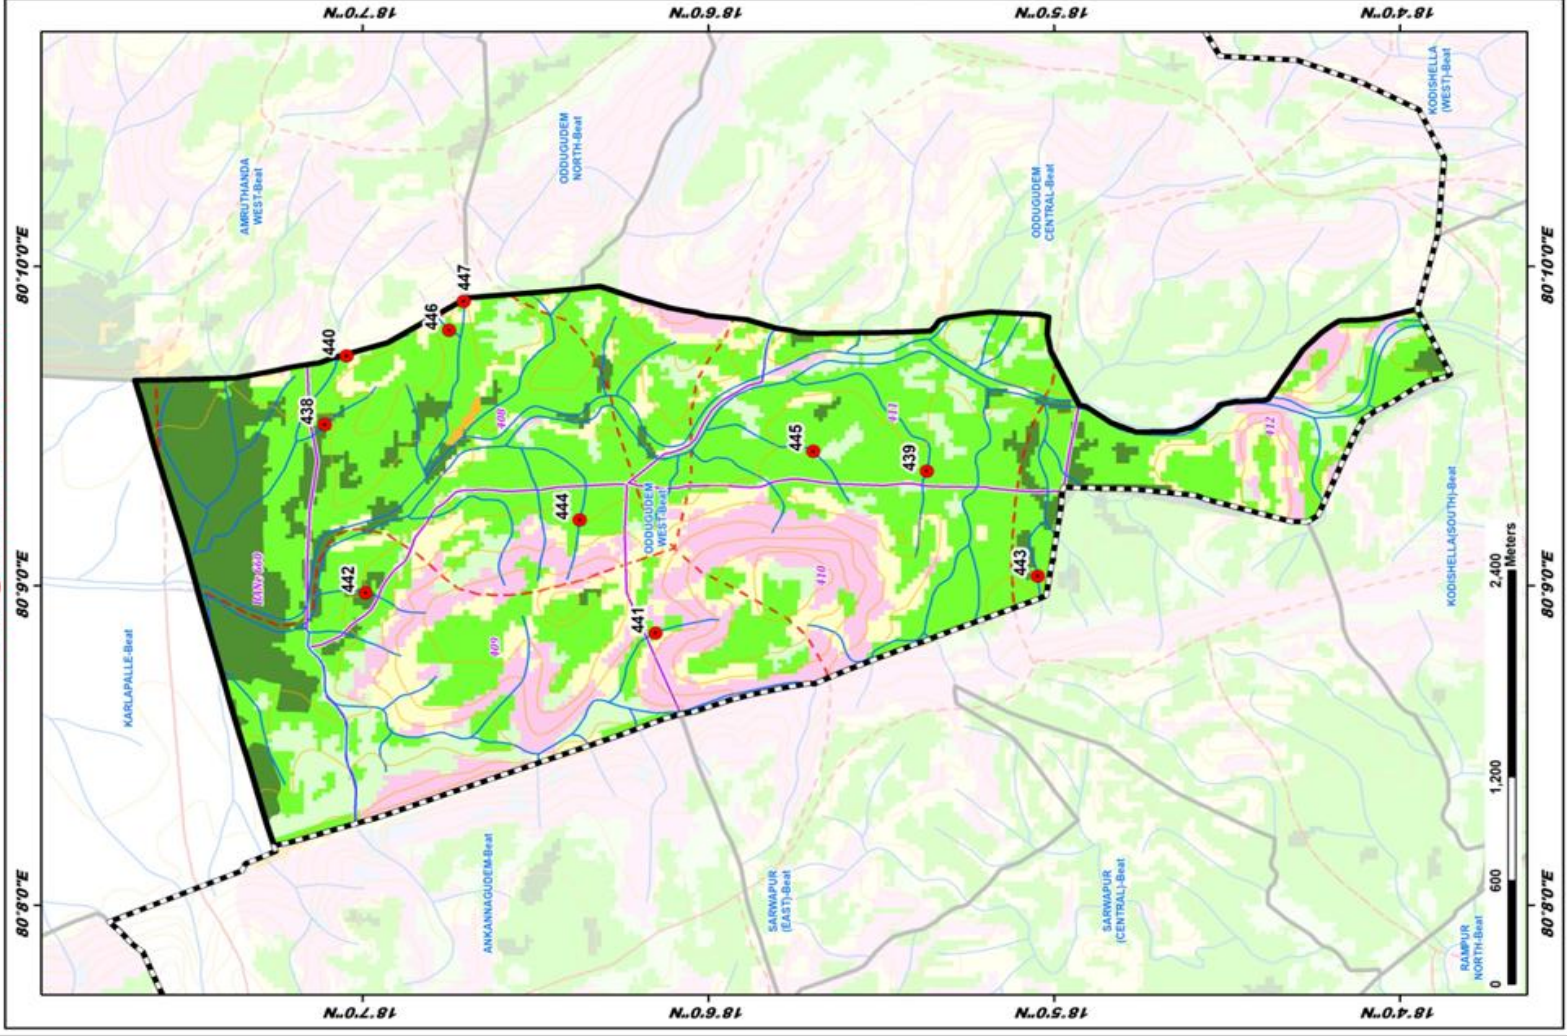 18°7'0"N
18°6'0"N
18°5'0"N
18°4'0"N
80°10'0"E
80°10'0"E
80°9'0"E
80°9'0"E
80°8'0"E
80°8'0"E
AMRUTHANDA
WEST-Beat
ODDUGUDEM
NORTH-Beat
ODDUGUDEM
CENTRAL-Beat
KODISHELLA
(WEST)-Beat
440
446
447
438
408
445
411
439
412
444
ODDUGUDEM
WEST-Beat
660
442
410
443
441
409
KARLAPALLE-Beat
KODISHELLA(SOUTH)-Beat
ANKANNAGUDEM-Beat
SARWAPUR
(EAST)-Beat
SARWAPUR
(CENTRAL)-Beat
RAMPUR
NORTH-Beat
0 600 1,200 2,400
Meters
18°7'0"N
18°6'0"N
18°5'0"N
18°4'0"N